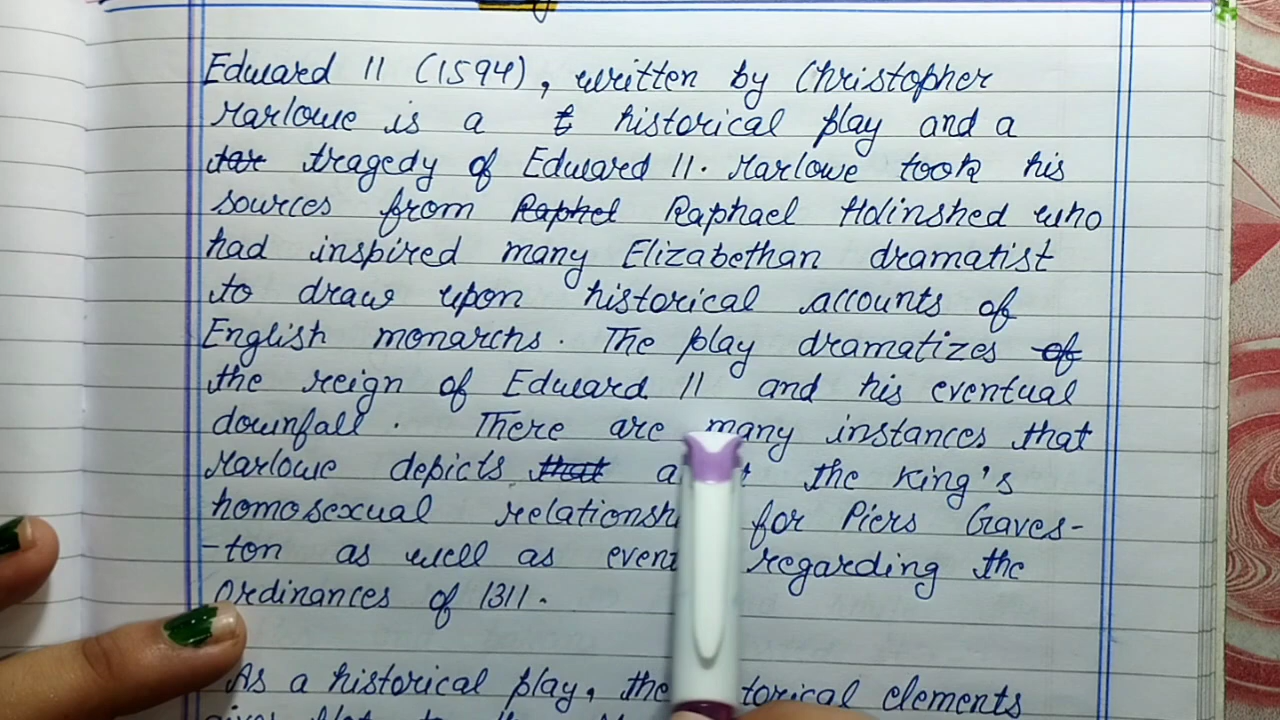 Edward II (1594), written by Christopher
Marlowe is a historical play and a
tragedy of Edward II. Marlowe took his
sources from Raphael Holinshed who
had inspired many Elizabethan dramatist
to draw upon historical accounts of
English monarchs. The play dramatizes
the reign of Edward II and his eventual
downfall. There are many instances that
Marlowe depicts the King's
homosexual for Piers Graves-
-ton as well as regarding the
Ordinances of 1311.
As a historical play, the elements